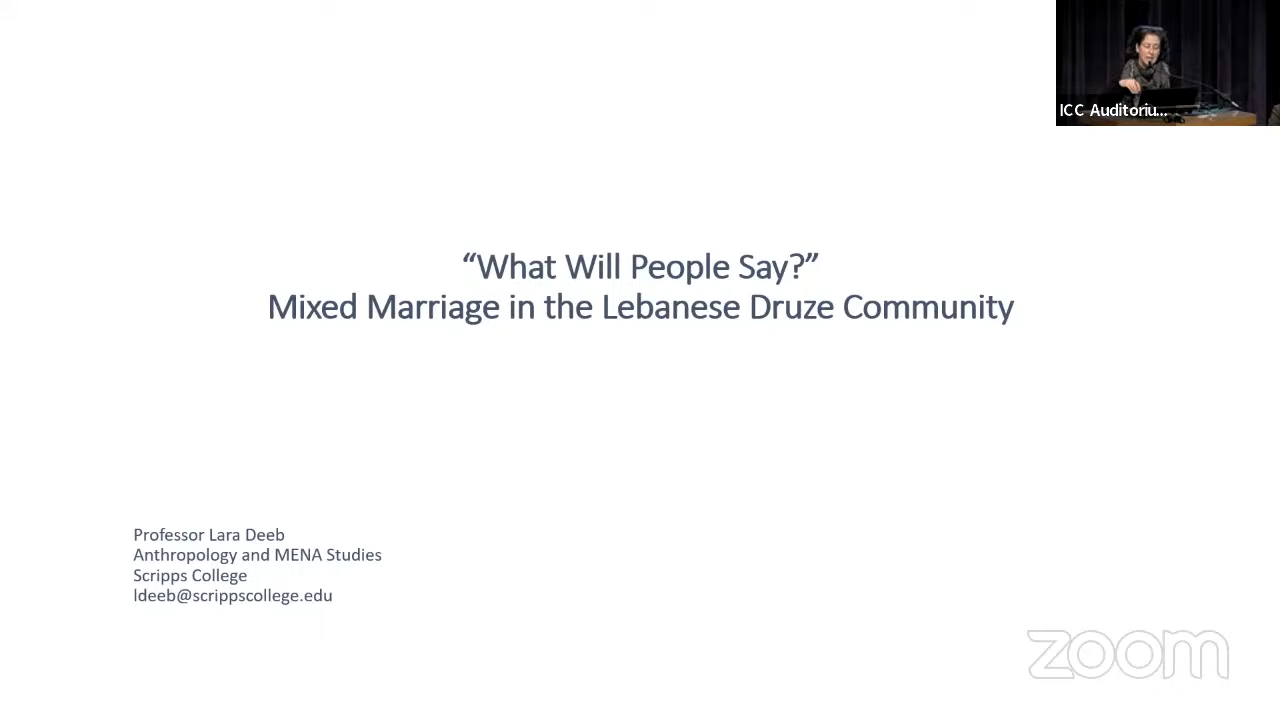 ICC Auditoriu...
“What Will People Say?”
Mixed Marriage in the Lebanese Druze Community
Professor Lara Deeb
Anthropology and MENA Studies
Scripps College
ldeeb@scrippscollege.edu
zoom